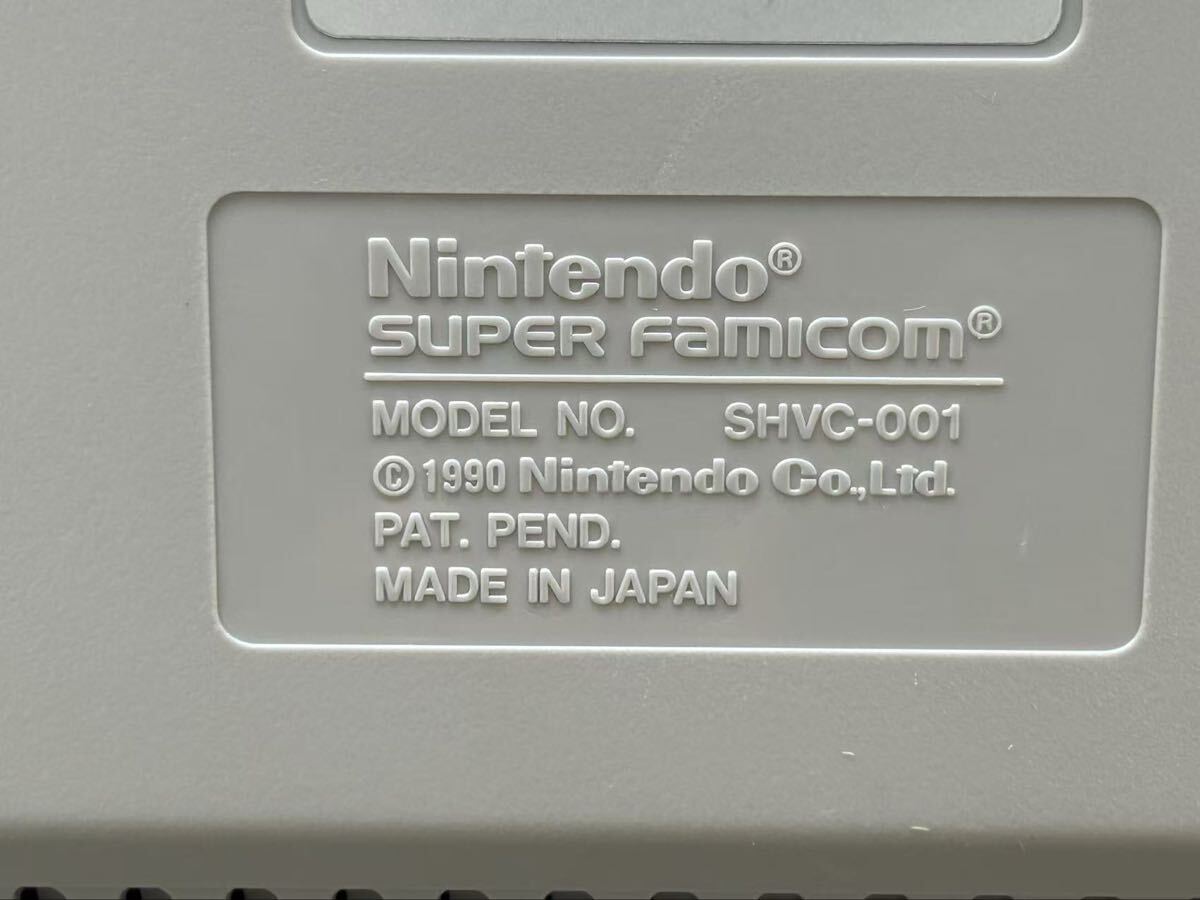 Nintendo®
SUPER FAMICOM®
MODEL NO. SHVC-001
©1990 Nintendo Co.,Ltd.
PAT. PEND.
MADE IN JAPAN